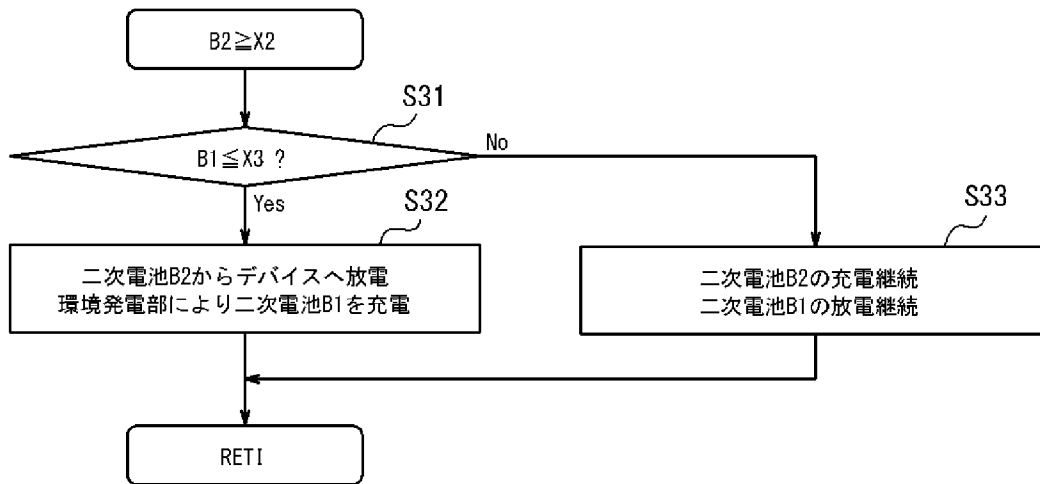 B2≧X2
S31
B1≦X3 ?
No
Yes
S32
S33
二次電池B2からデバイスへ放電
環境発電部により二次電池B1を充電
二次電池B2の充電継続
二次電池B1の放電継続
RETI